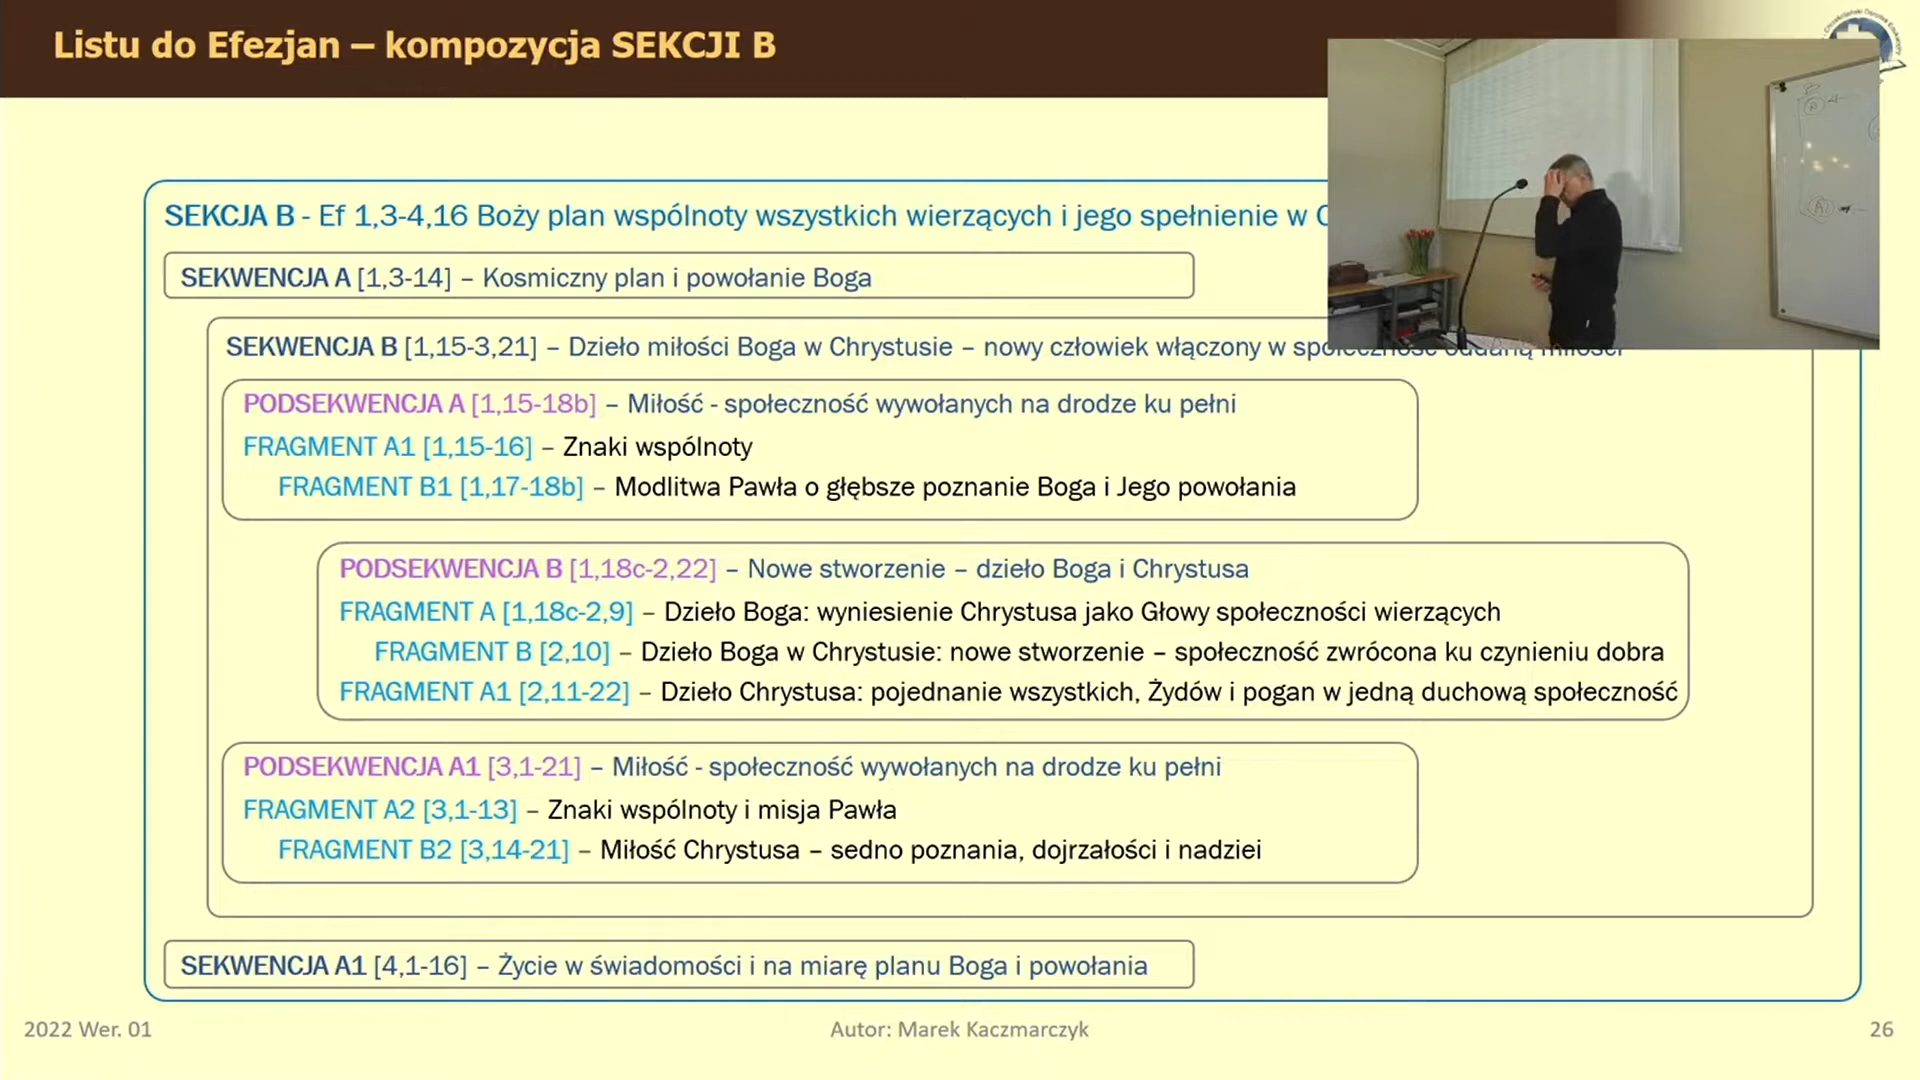 Listu do Efezjan – kompozycja SEKCJI B
SEKCJA B - Ef 1,3-4,16 Boży plan wspólnoty wszystkich wierzących i jego spełnienie w
SEKWENCJA A [1,3-14] – Kosmiczny plan i powołanie Boga
SEKWENCJA B [1,15-3,21] – Dzieło miłości Boga w Chrystusie – nowy człowiek włączony w społeczność oddaną miłości
PODSEKWENCJA A [1,15-18b] – Miłość - społeczność wywołanych na drodze ku pełni
FRAGMENT A1 [1,15-16] – Znaki wspólnoty
FRAGMENT B1 [1,17-18b] – Modlitwa Pawła o głębsze poznanie Boga i Jego powołania
PODSEKWENCJA B [1,18c-2,22] – Nowe stworzenie – dzieło Boga i Chrystusa
FRAGMENT A [1,18c-2,9] – Dzieło Boga: wyniesienie Chrystusa jako Głowy społeczności wierzących
FRAGMENT B [2,10] – Dzieło Boga w Chrystusie: nowe stworzenie – społeczność zwrócona ku czynieniu dobra
FRAGMENT A1 [2,11-22] – Dzieło Chrystusa: pojednanie wszystkich, Żydów i pogan w jedną duchową społeczność
PODSEKWENCJA A1 [3,1-21] – Miłość - społeczność wywołanych na drodze ku pełni
FRAGMENT A2 [3,1-13] – Znaki wspólnoty i misja Pawła
FRAGMENT B2 [3,14-21] – Miłość Chrystusa – sedno poznania, dojrzałości i nadziei
SEKWENCJA A1 [4,1-16] – Życie w świadomości i na miarę planu Boga i powołania
2022 Wer. 01
Autor: Marek Kaczmarczyk
26